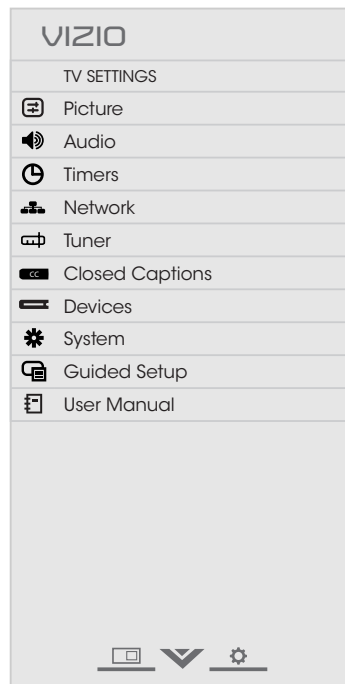 VIZIO
TV SETTINGS
Picture
Audio
Timers
Network
Tuner
CC Closed Captions
Devices
System
Guided Setup
User Manual